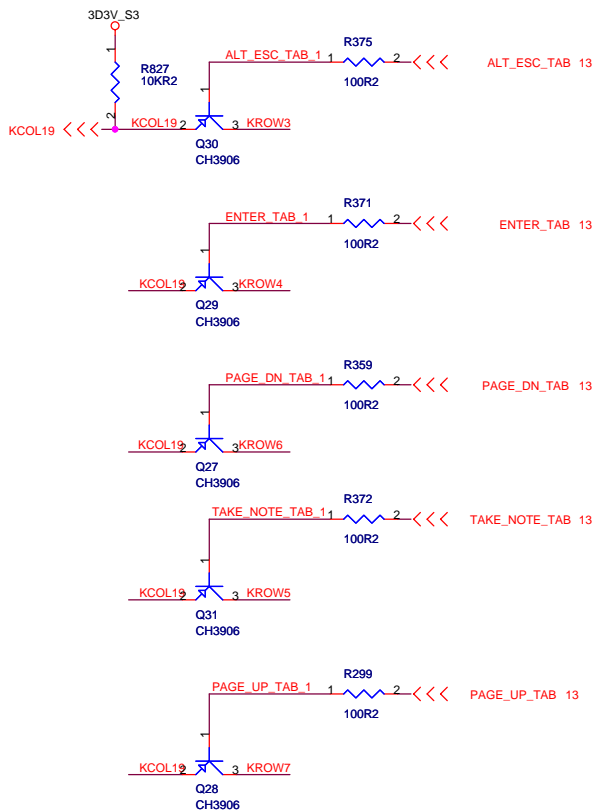 3D3V_S3
1
R827
10KR2
2
KCOL19
ALT_ESC_TAB_1
1
R375
100R2
2
ALT_ESC_TAB 13
1
KCOL19
2
3
KROW3
Q30
CH3906
ENTER_TAB_1
1
R371
100R2
2
ENTER_TAB 13
1
KCOL19
2
3
KROW4
Q29
CH3906
PAGE_DN_TAB_1
1
R359
100R2
2
PAGE_DN_TAB 13
1
KCOL19
2
3
KROW6
Q27
CH3906
TAKE_NOTE_TAB_1
1
R372
100R2
2
TAKE_NOTE_TAB 13
1
KCOL19
2
3
KROW5
Q31
CH3906
PAGE_UP_TAB_1
1
R299
100R2
2
PAGE_UP_TAB 13
1
KCOL19
2
3
KROW7
Q28
CH3906